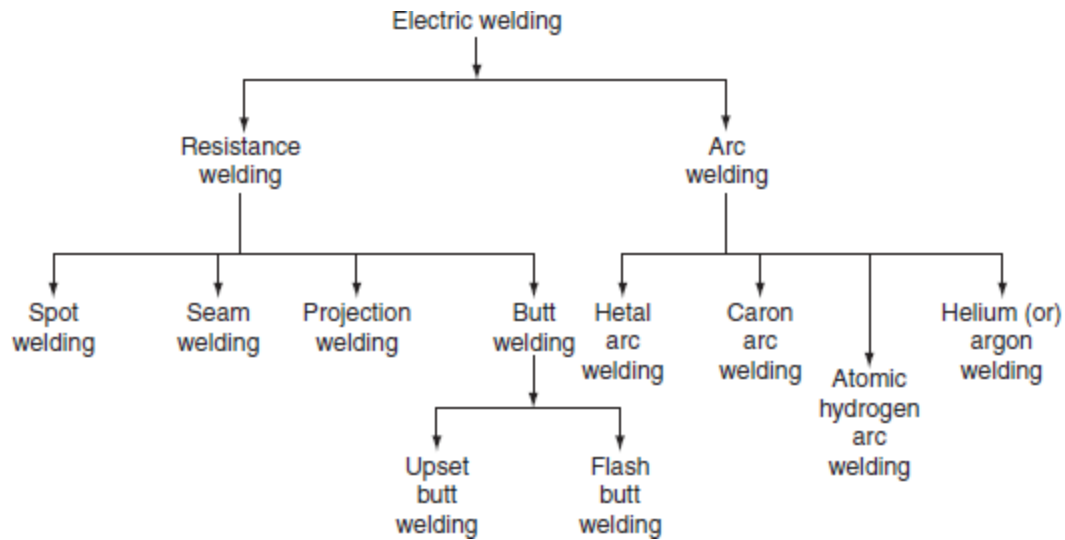 Electric welding
Resistance
welding
Arc
welding
Spot
welding
Seam
welding
Projection
welding
Butt
welding
Hetal
arc
welding
Caron
arc
welding
Atomic
hydrogen
arc
welding
Helium (or)
argon
welding
Upset
butt
welding
Flash
butt
welding